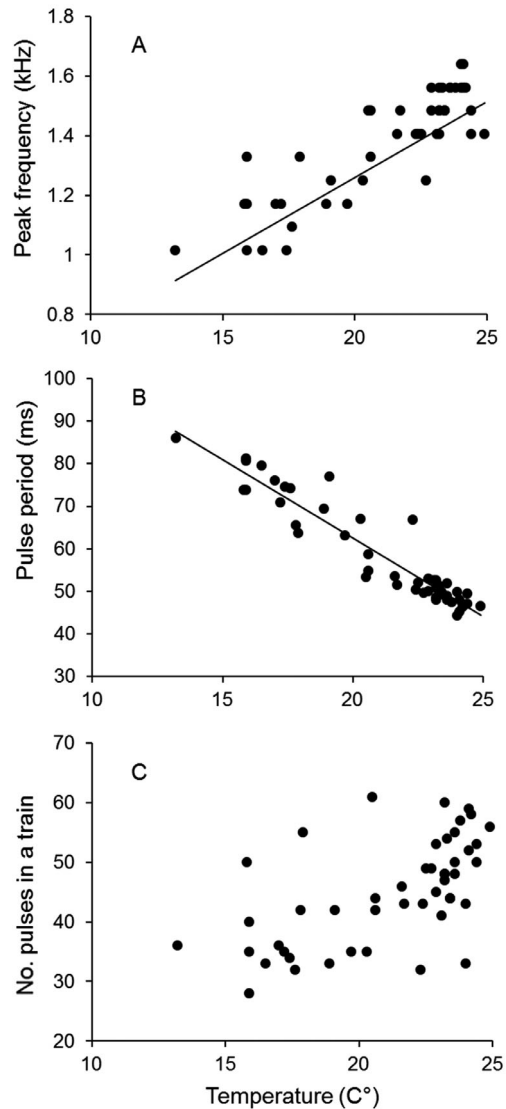 A
Peak frequency (kHz)
1.8
1.6
1.4
1.2
1
0.8
10 15 20 25
B
Pulse period (ms)
100
90
80
70
60
50
40
30
10 15 20 25
C
No. pulses in a train
70
60
50
40
30
20
10 15 20 25
Temperature (C°)